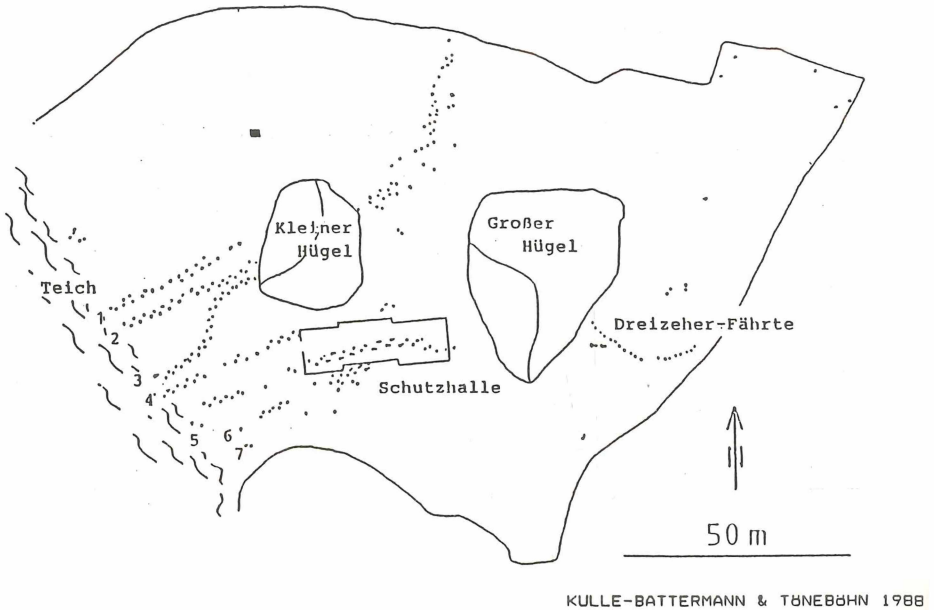 Kleiner
Hügel
Großer
Hügel
Teich
1
2
Dreizeher-Fährte
3
4
Schutzhalle
5
6
7
50 m
KULLE-BATTERMANN & TÖNEBÖHN 1988